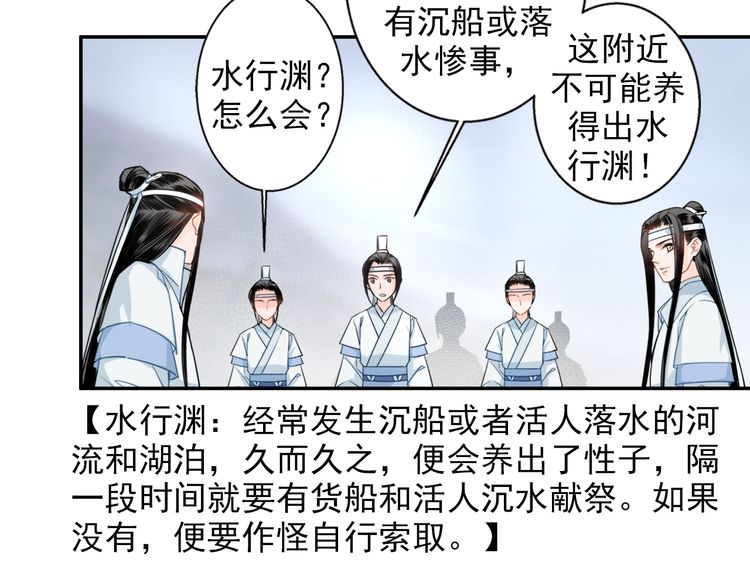 水行渊？
怎么会？
有沉船或落
水惨事，
这附近
不可能养
得出水
行渊！
【水行渊：经常发生沉船或者活人落水的河
流和湖泊，久而久之，便会养出了性子，隔
一段时间就要有货船和活人沉水献祭。如果
没有，便要作怪自行索取。】